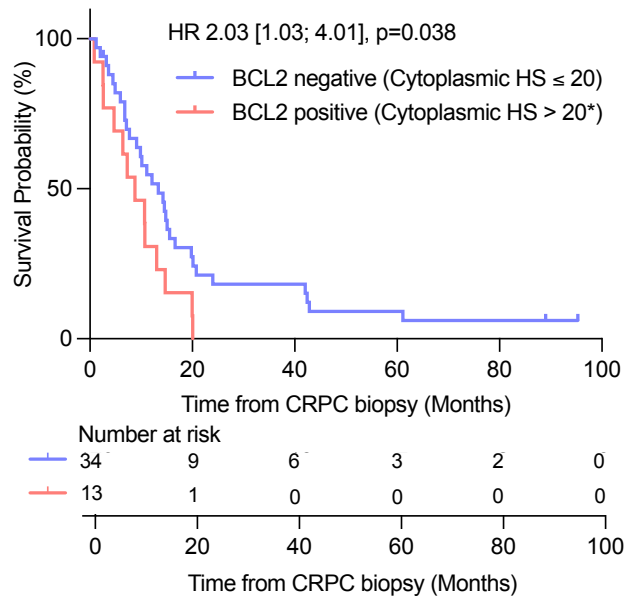 HR 2.03 [1.03; 4.01], p=0.038
BCL2 negative (Cytoplasmic HS ≤ 20)
BCL2 positive (Cytoplasmic HS > 20*)
Survival Probability (%)
100
50
0
0 20 40 60 80 100
Time from CRPC biopsy (Months)
Number at risk
34 9 6 3 2 0
13 1 0 0 0 0
0 20 40 60 80 100
Time from CRPC biopsy (Months)